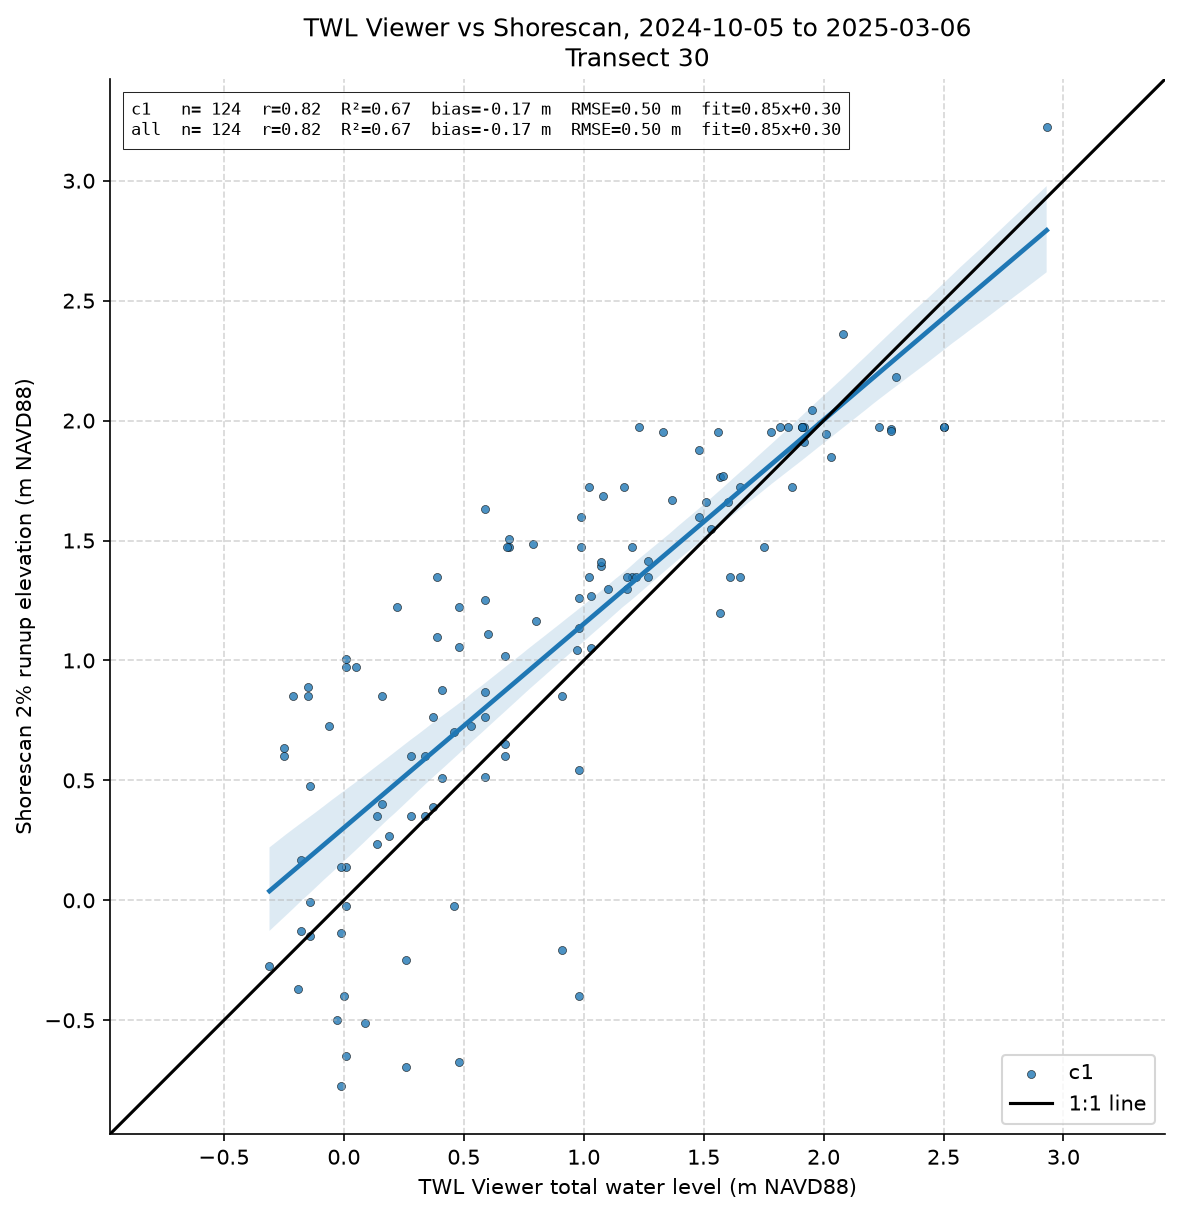 TWL Viewer vs Shorescan, 2024-10-05 to 2025-03-06
Transect 30
c1 n= 124 r=0.82 R²=0.67 bias=-0.17 m RMSE=0.50 m fit=0.85x+0.30
all n= 124 r=0.82 R²=0.67 bias=-0.17 m RMSE=0.50 m fit=0.85x+0.30
Shorescan 2% runup elevation (m NAVD88)
3.0
2.5
2.0
1.5
1.0
0.5
0.0
−0.5
c1
1:1 line
−0.5 0.0 0.5 1.0 1.5 2.0 2.5 3.0
TWL Viewer total water level (m NAVD88)